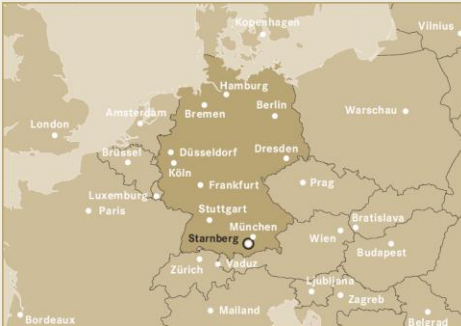 Kopenhagen
Vilnius
Hamburg
Amsterdam
Bremen
Berlin
Warschau
London
Brüssel
Düsseldorf
Dresden
Köln
Prag
Luxemburg
Frankfurt
Paris
Stuttgart
Bratislava
München
Wien
Starnberg
Budapest
Zürich
Vaduz
Ljubljana
Zagreb
Mailand
Bordeaux
Belgrad